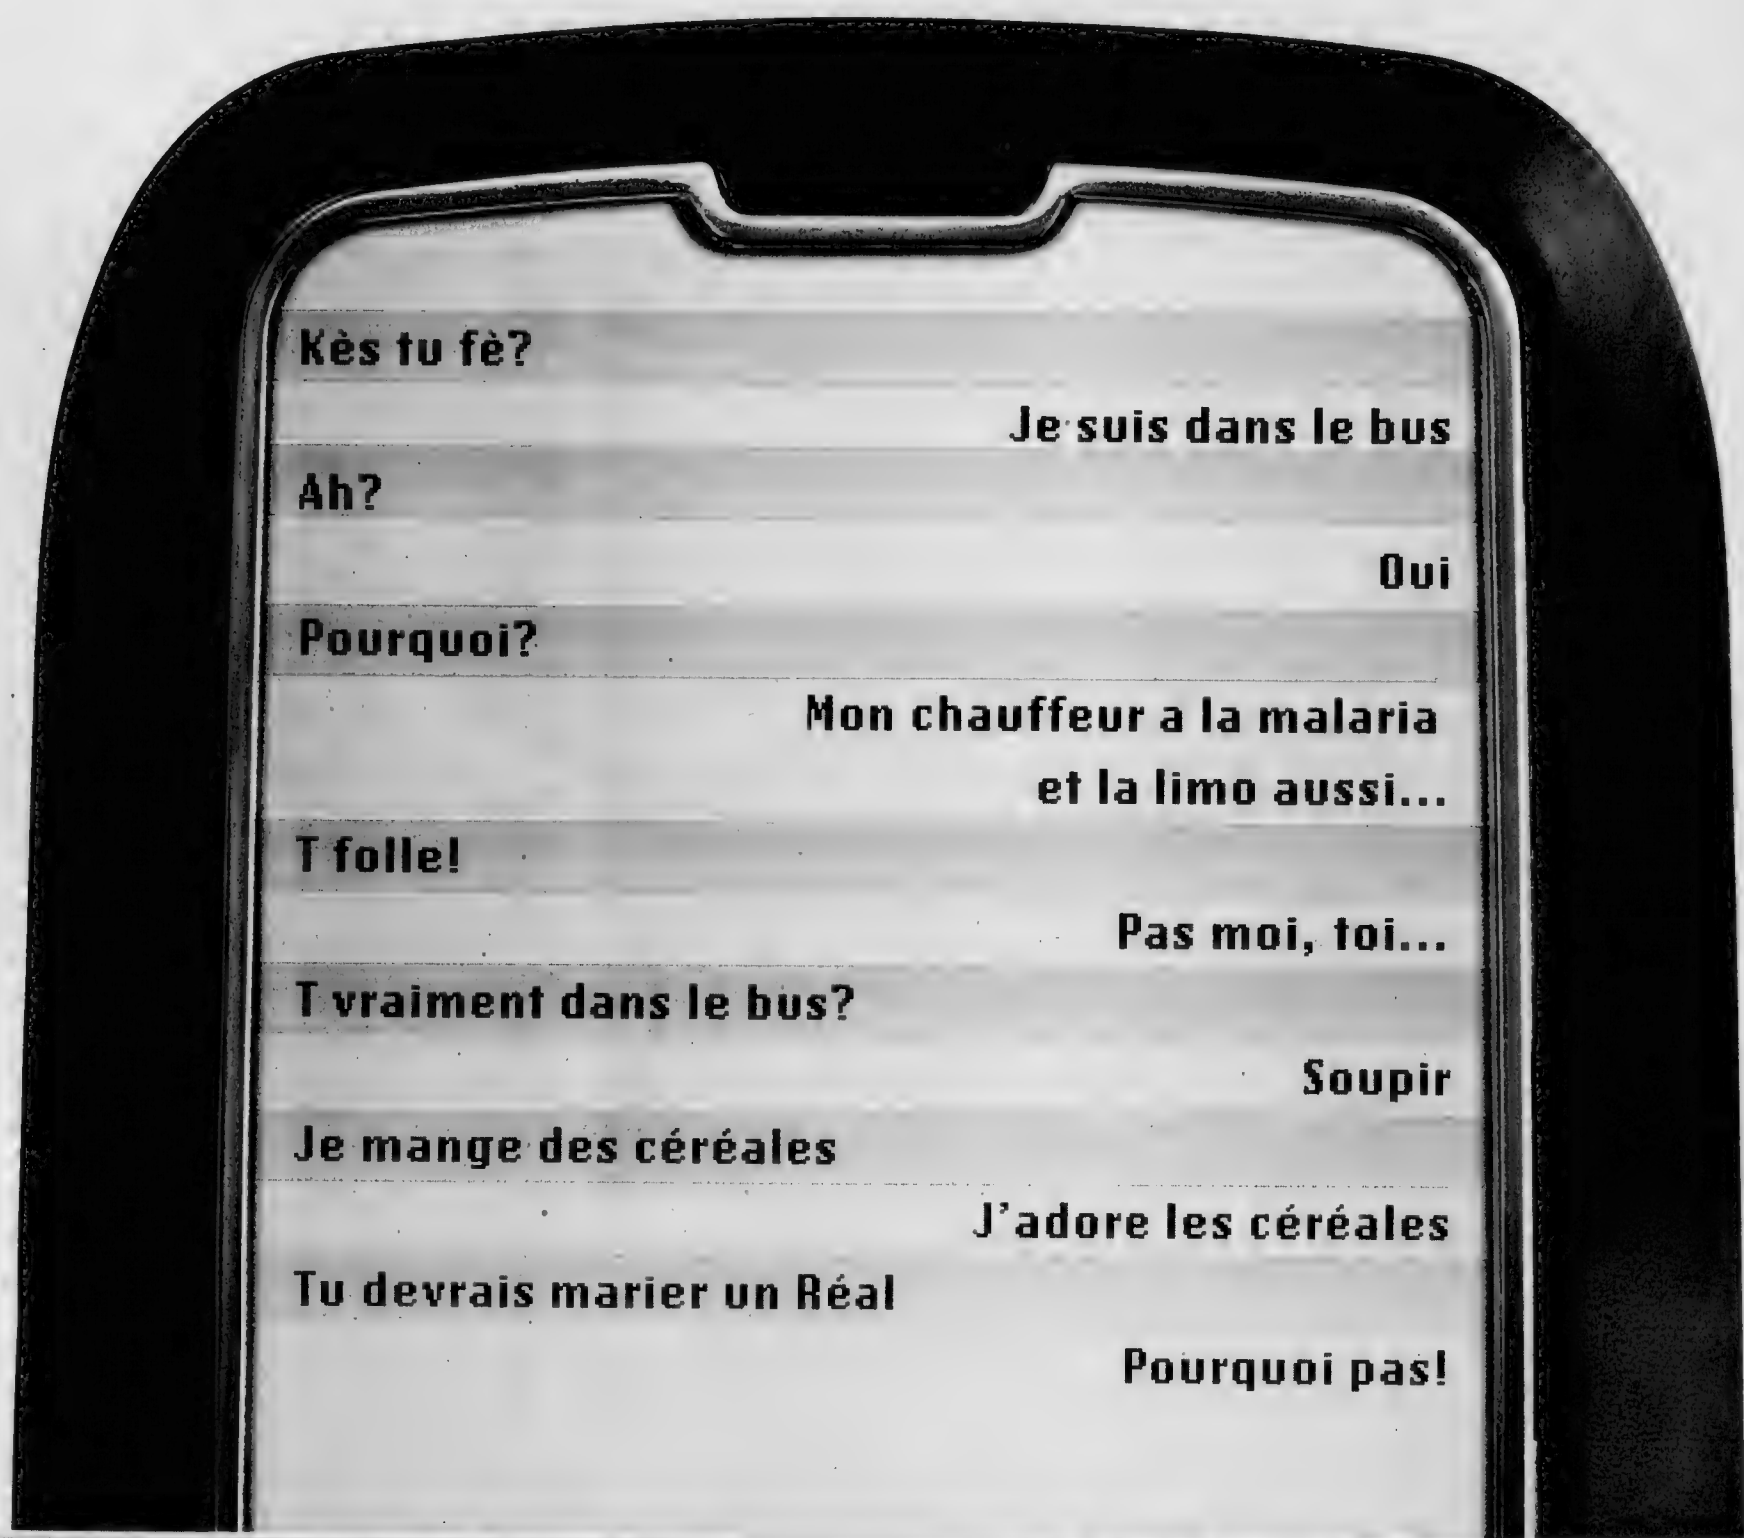 Kès tu fè?
Je suis dans le bus
Ah?
Oui
Pourquoi?
Mon chauffeur a la malaria
et la limo aussi...
T folle!
Pas moi, toi...
T vraiment dans le bus?
Soupir
Je mange des céréales
J'adore les céréales
Tu devrais marier un Réal
Pourquoi pas!